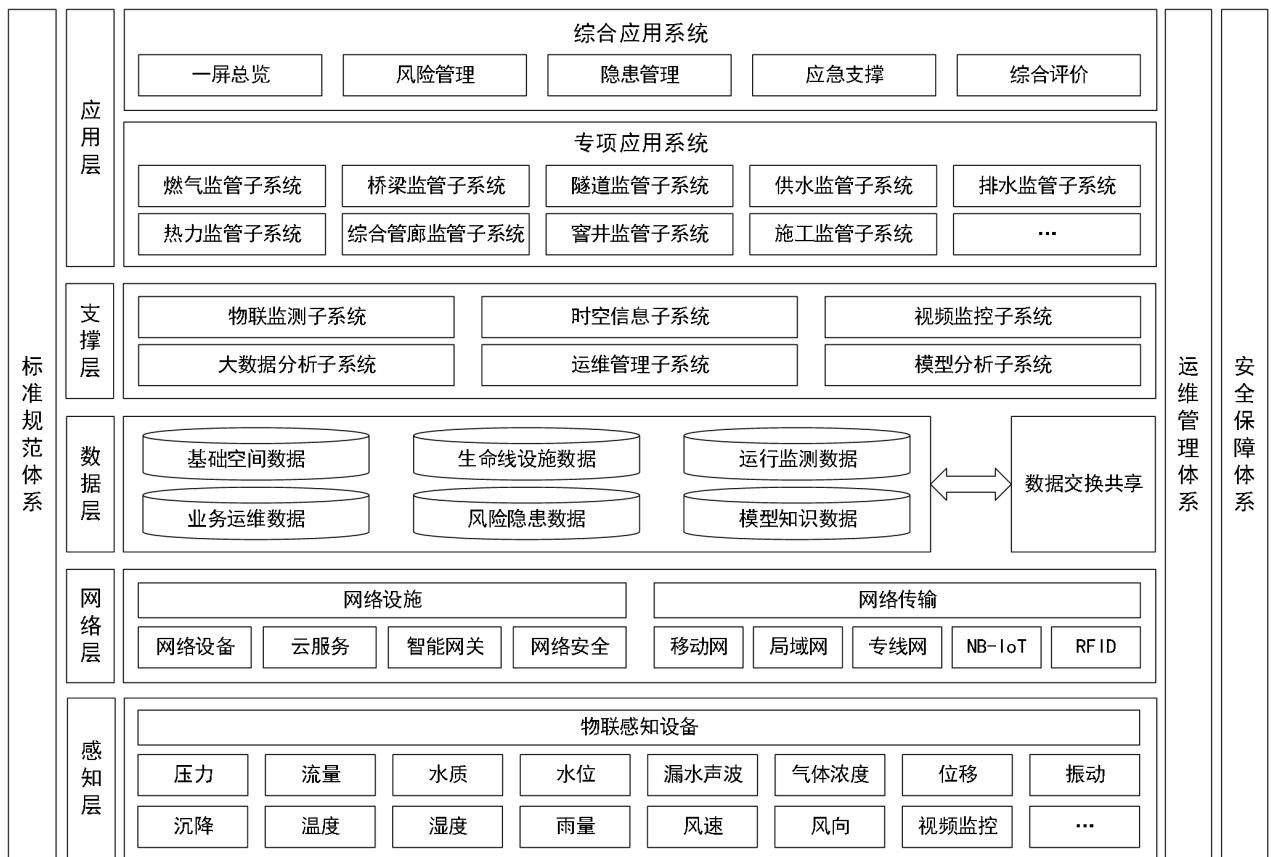 标准规范体系
应用层
综合应用系统
一屏总览 风险管理 隐患管理 应急支撑 综合评价
专项应用系统
燃气监管子系统 桥梁监管子系统 隧道监管子系统 供水监管子系统 排水监管子系统
热力监管子系统 综合管廊监管子系统 窨井监管子系统 施工监管子系统 …
支撑层
物联监测子系统 时空信息子系统 视频监控子系统
大数据分析子系统 运维管理子系统 模型分析子系统
数据层
基础空间数据 生命线设施数据 运行监测数据
业务运维数据 风险隐患数据 模型知识数据
数据交换共享
网络层
网络设施 网络传输
网络设备 云服务 智能网关 网络安全 移动网 局域网 专线网 NB-IoT RFID
感知层
物联感知设备
压力 流量 水质 水位 漏水声波 气体浓度 位移 振动
沉降 温度 湿度 雨量 风速 风向 视频监控 …
运维管理体系
安全保障体系